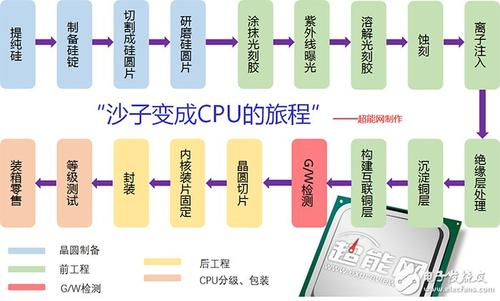 提纯硅
制备硅锭
切割成硅圆片
研磨硅圆片
涂抹光刻胶
紫外线曝光
溶解光刻胶
蚀刻
离子注入
"沙子变成CPU的旅程"
——超能网制作
装箱零售
等级测试
封装
内核装片固定
晶圆切片
G/W检测
构建互联铜层
沉淀铜层
绝缘层处理
晶圆制备
前工程
G/W检测
后工程
CPU分级、包装
超能网
电子发烧友
www.elecfans.com